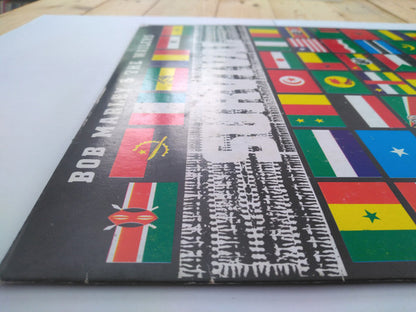 BOB MARLEY & THE WAILERS
SURVIVAL